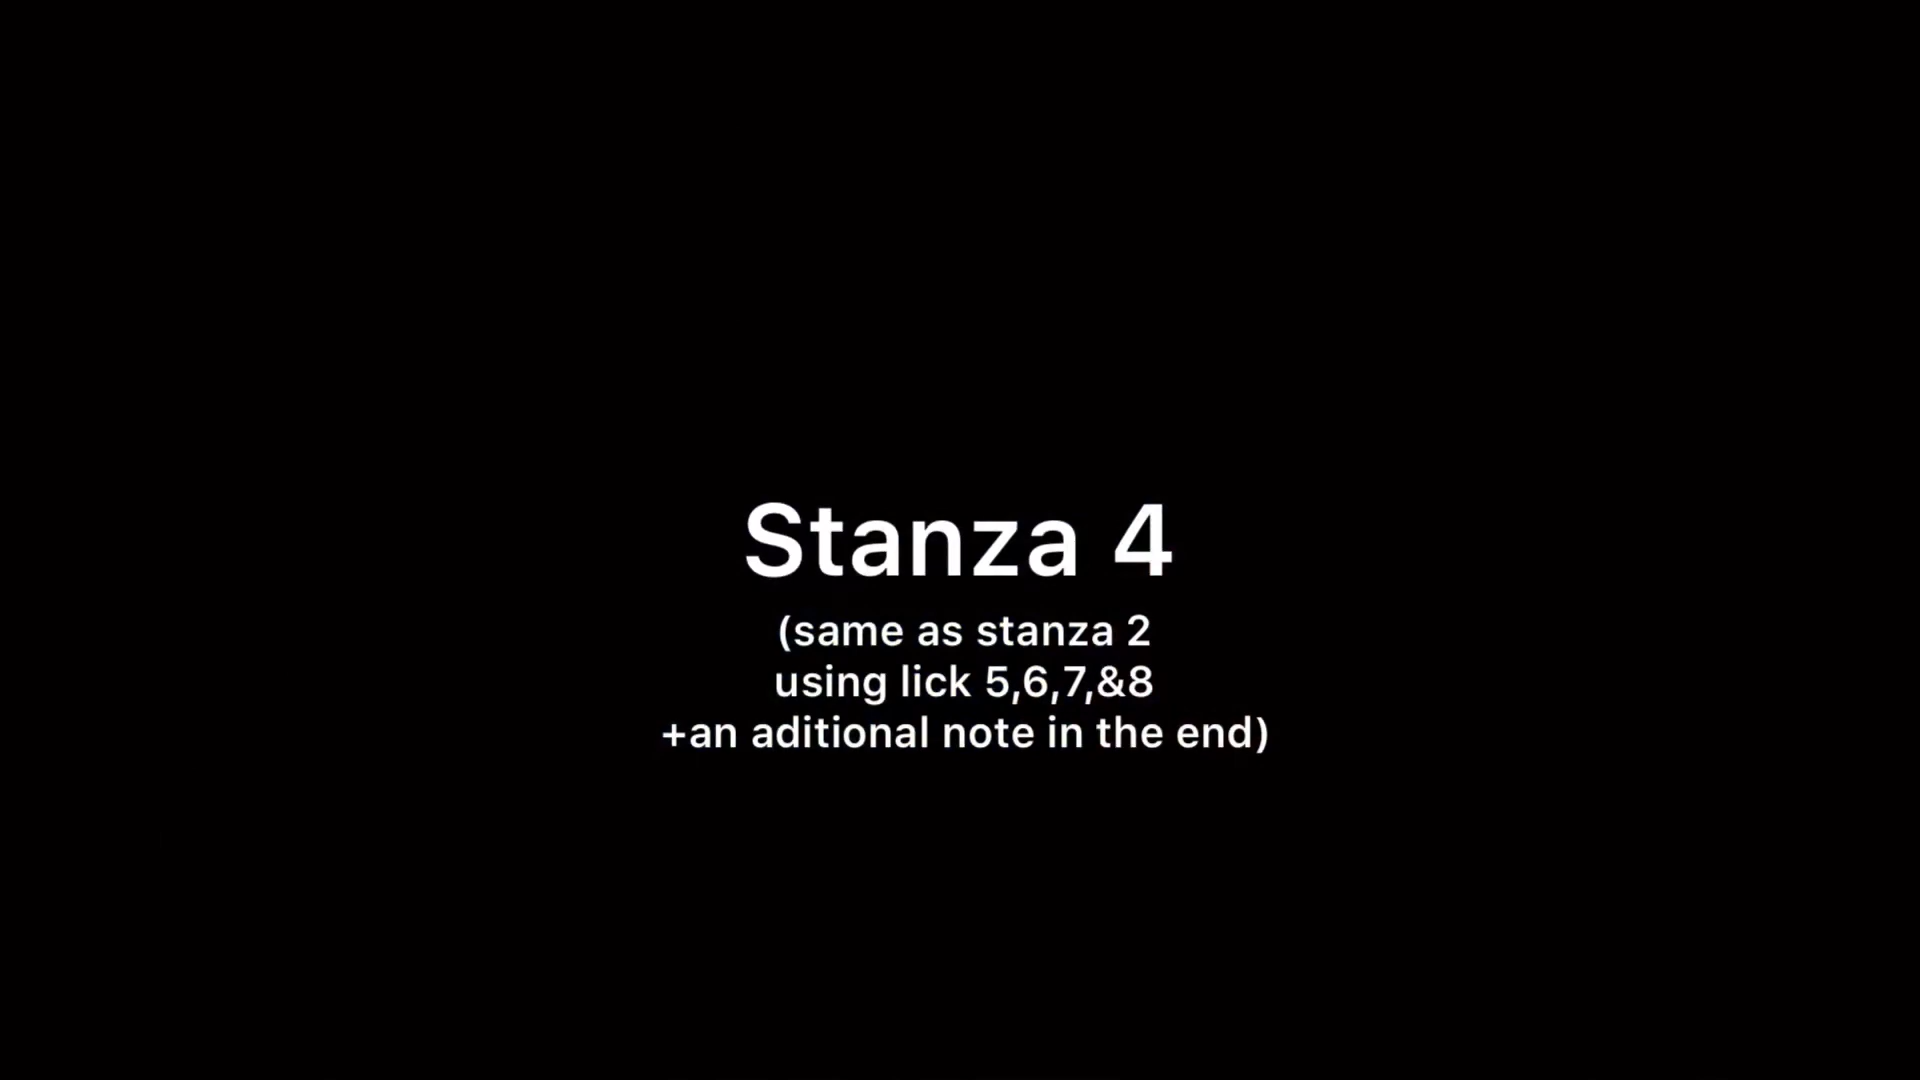 Stanza 4
(same as stanza 2
using lick 5,6,7,&8
+an aditional note in the end)